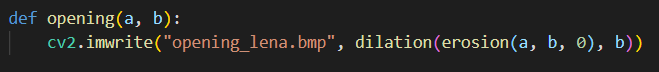 def opening(a, b):
    cv2.imwrite("opening_lena.bmp", dilation(erosion(a, b, 0), b))